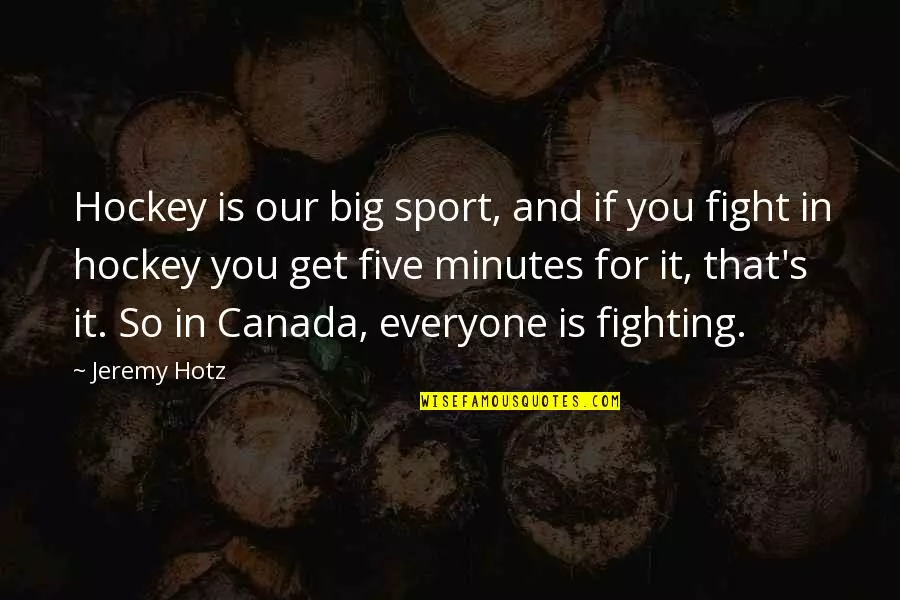 Hockey is our big sport, and if you fight in
hockey you get five minutes for it, that's
it. So in Canada, everyone is fighting.
~ Jeremy Hotz
WISEFAMOUSQUOTES.COM